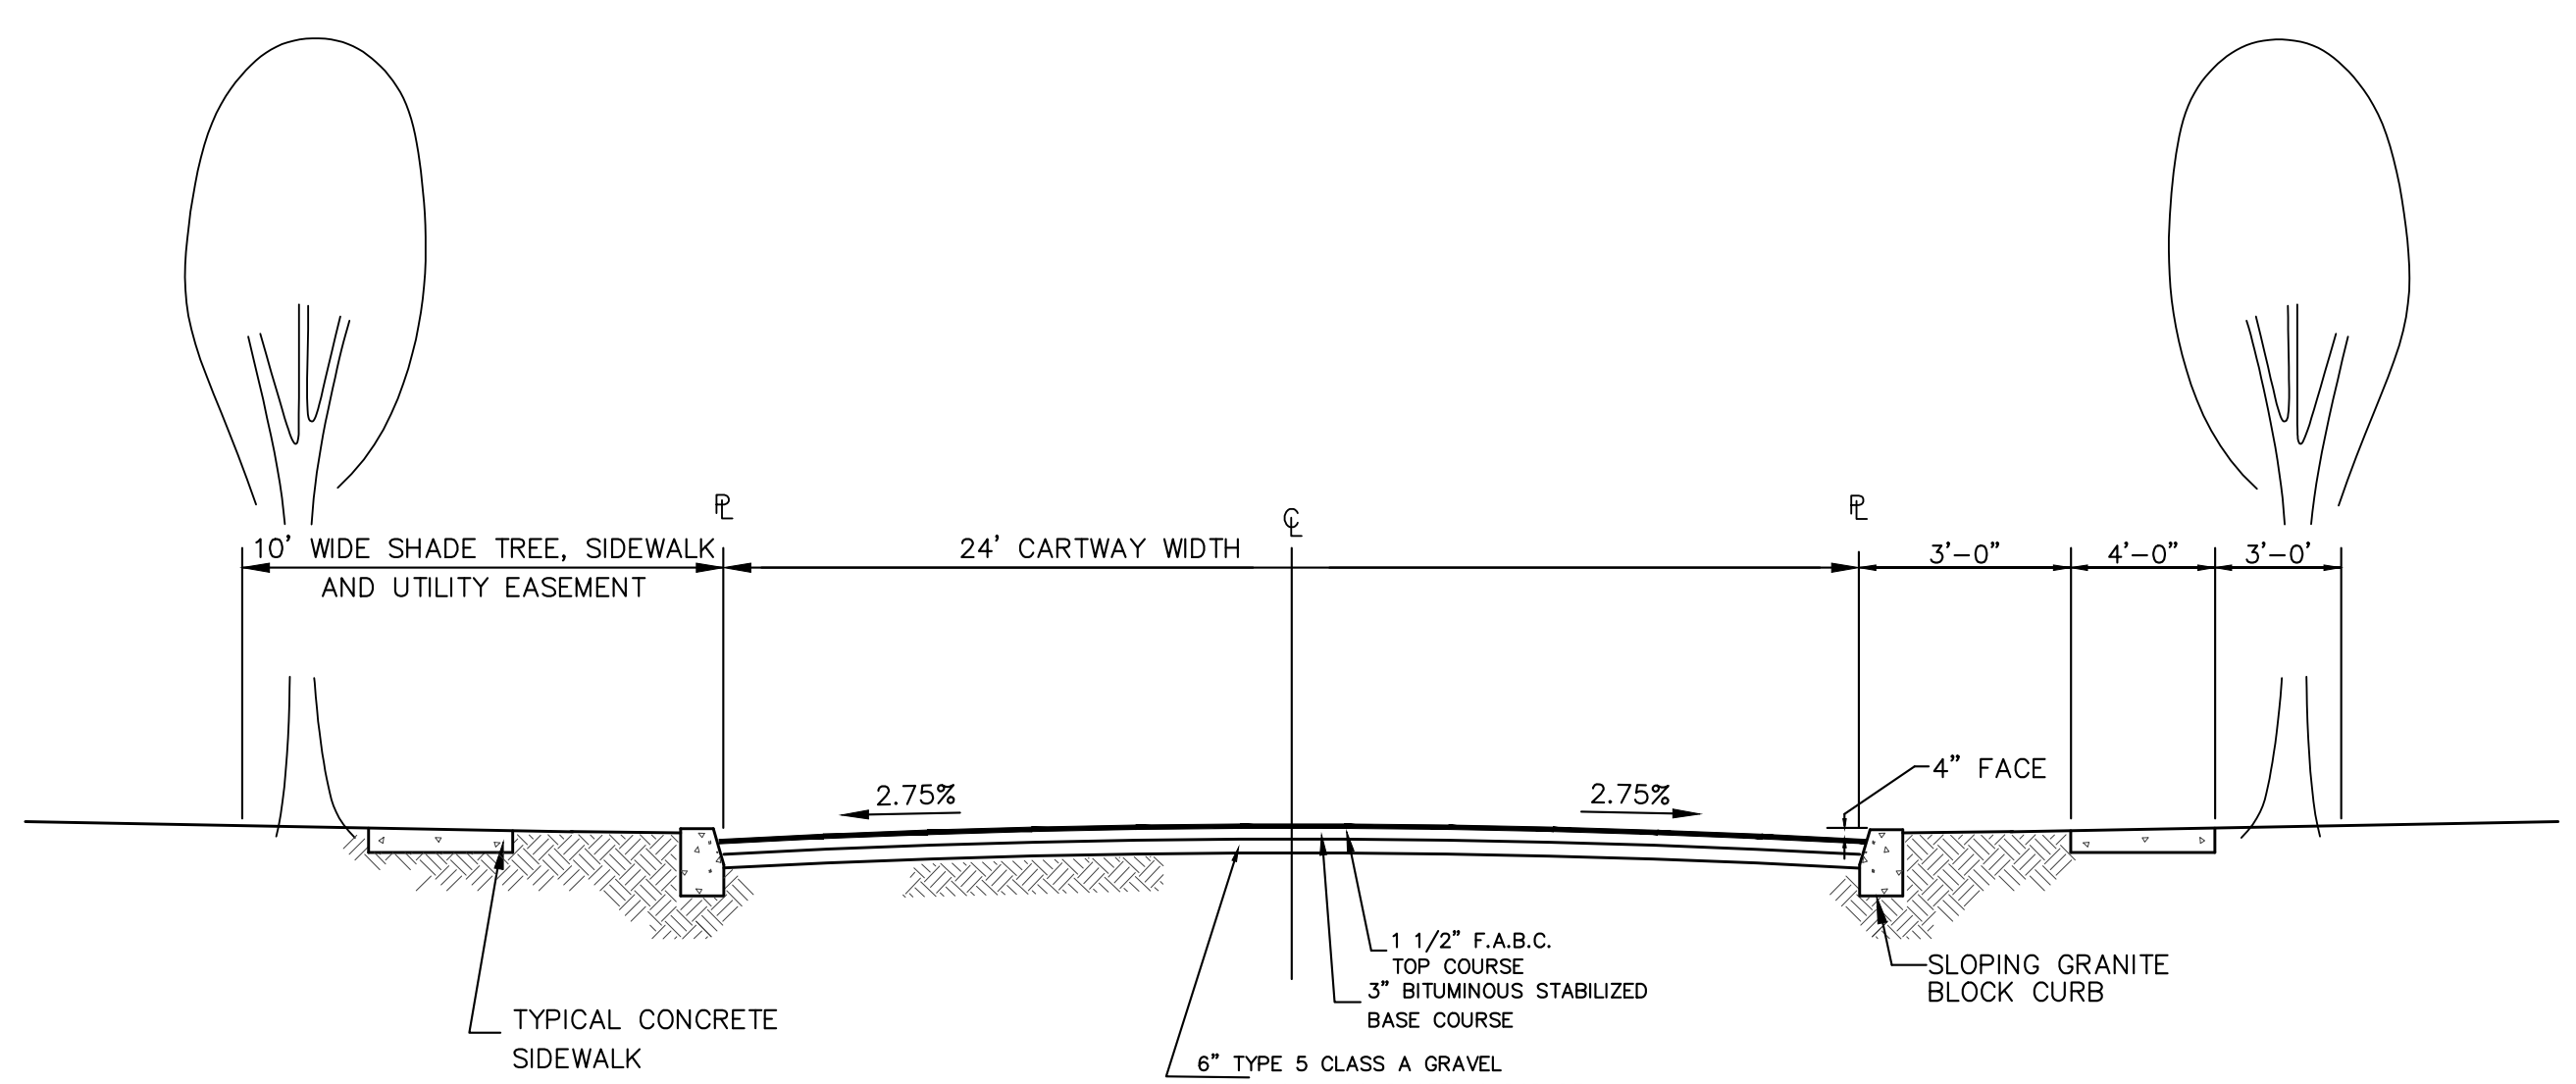 ℄
PL
PL
10' WIDE SHADE TREE, SIDEWALK
AND UTILITY EASEMENT
24' CARTWAY WIDTH
3'-0"
4'-0"
3'-0'
2.75%
2.75%
4" FACE
1 1/2" F.A.B.C.
TOP COURSE
3" BITUMINOUS STABILIZED
BASE COURSE
6" TYPE 5 CLASS A GRAVEL
SLOPING GRANITE
BLOCK CURB
TYPICAL CONCRETE
SIDEWALK